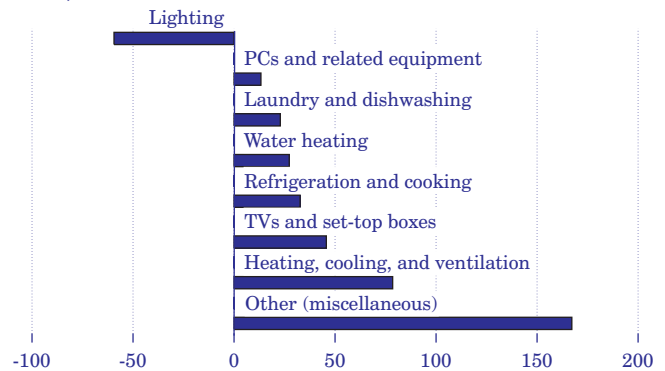 Lighting
PCs and related equipment
Laundry and dishwashing
Water heating
Refrigeration and cooking
TVs and set-top boxes
Heating, cooling, and ventilation
Other (miscellaneous)
-100 -50 0 50 100 150 200